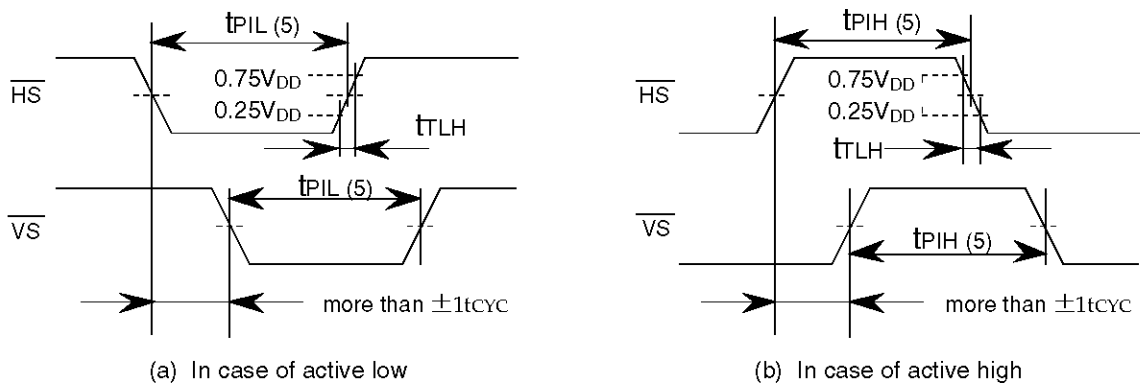 tPIL (5)
HS
0.75VDD
0.25VDD
tTLH
VS
tPIL (5)
more than ±1tCYC
(a) In case of active low
tPIH (5)
HS
0.75VDD
0.25VDD
tTLH
VS
tPIH (5)
more than ±1tCYC
(b) In case of active high